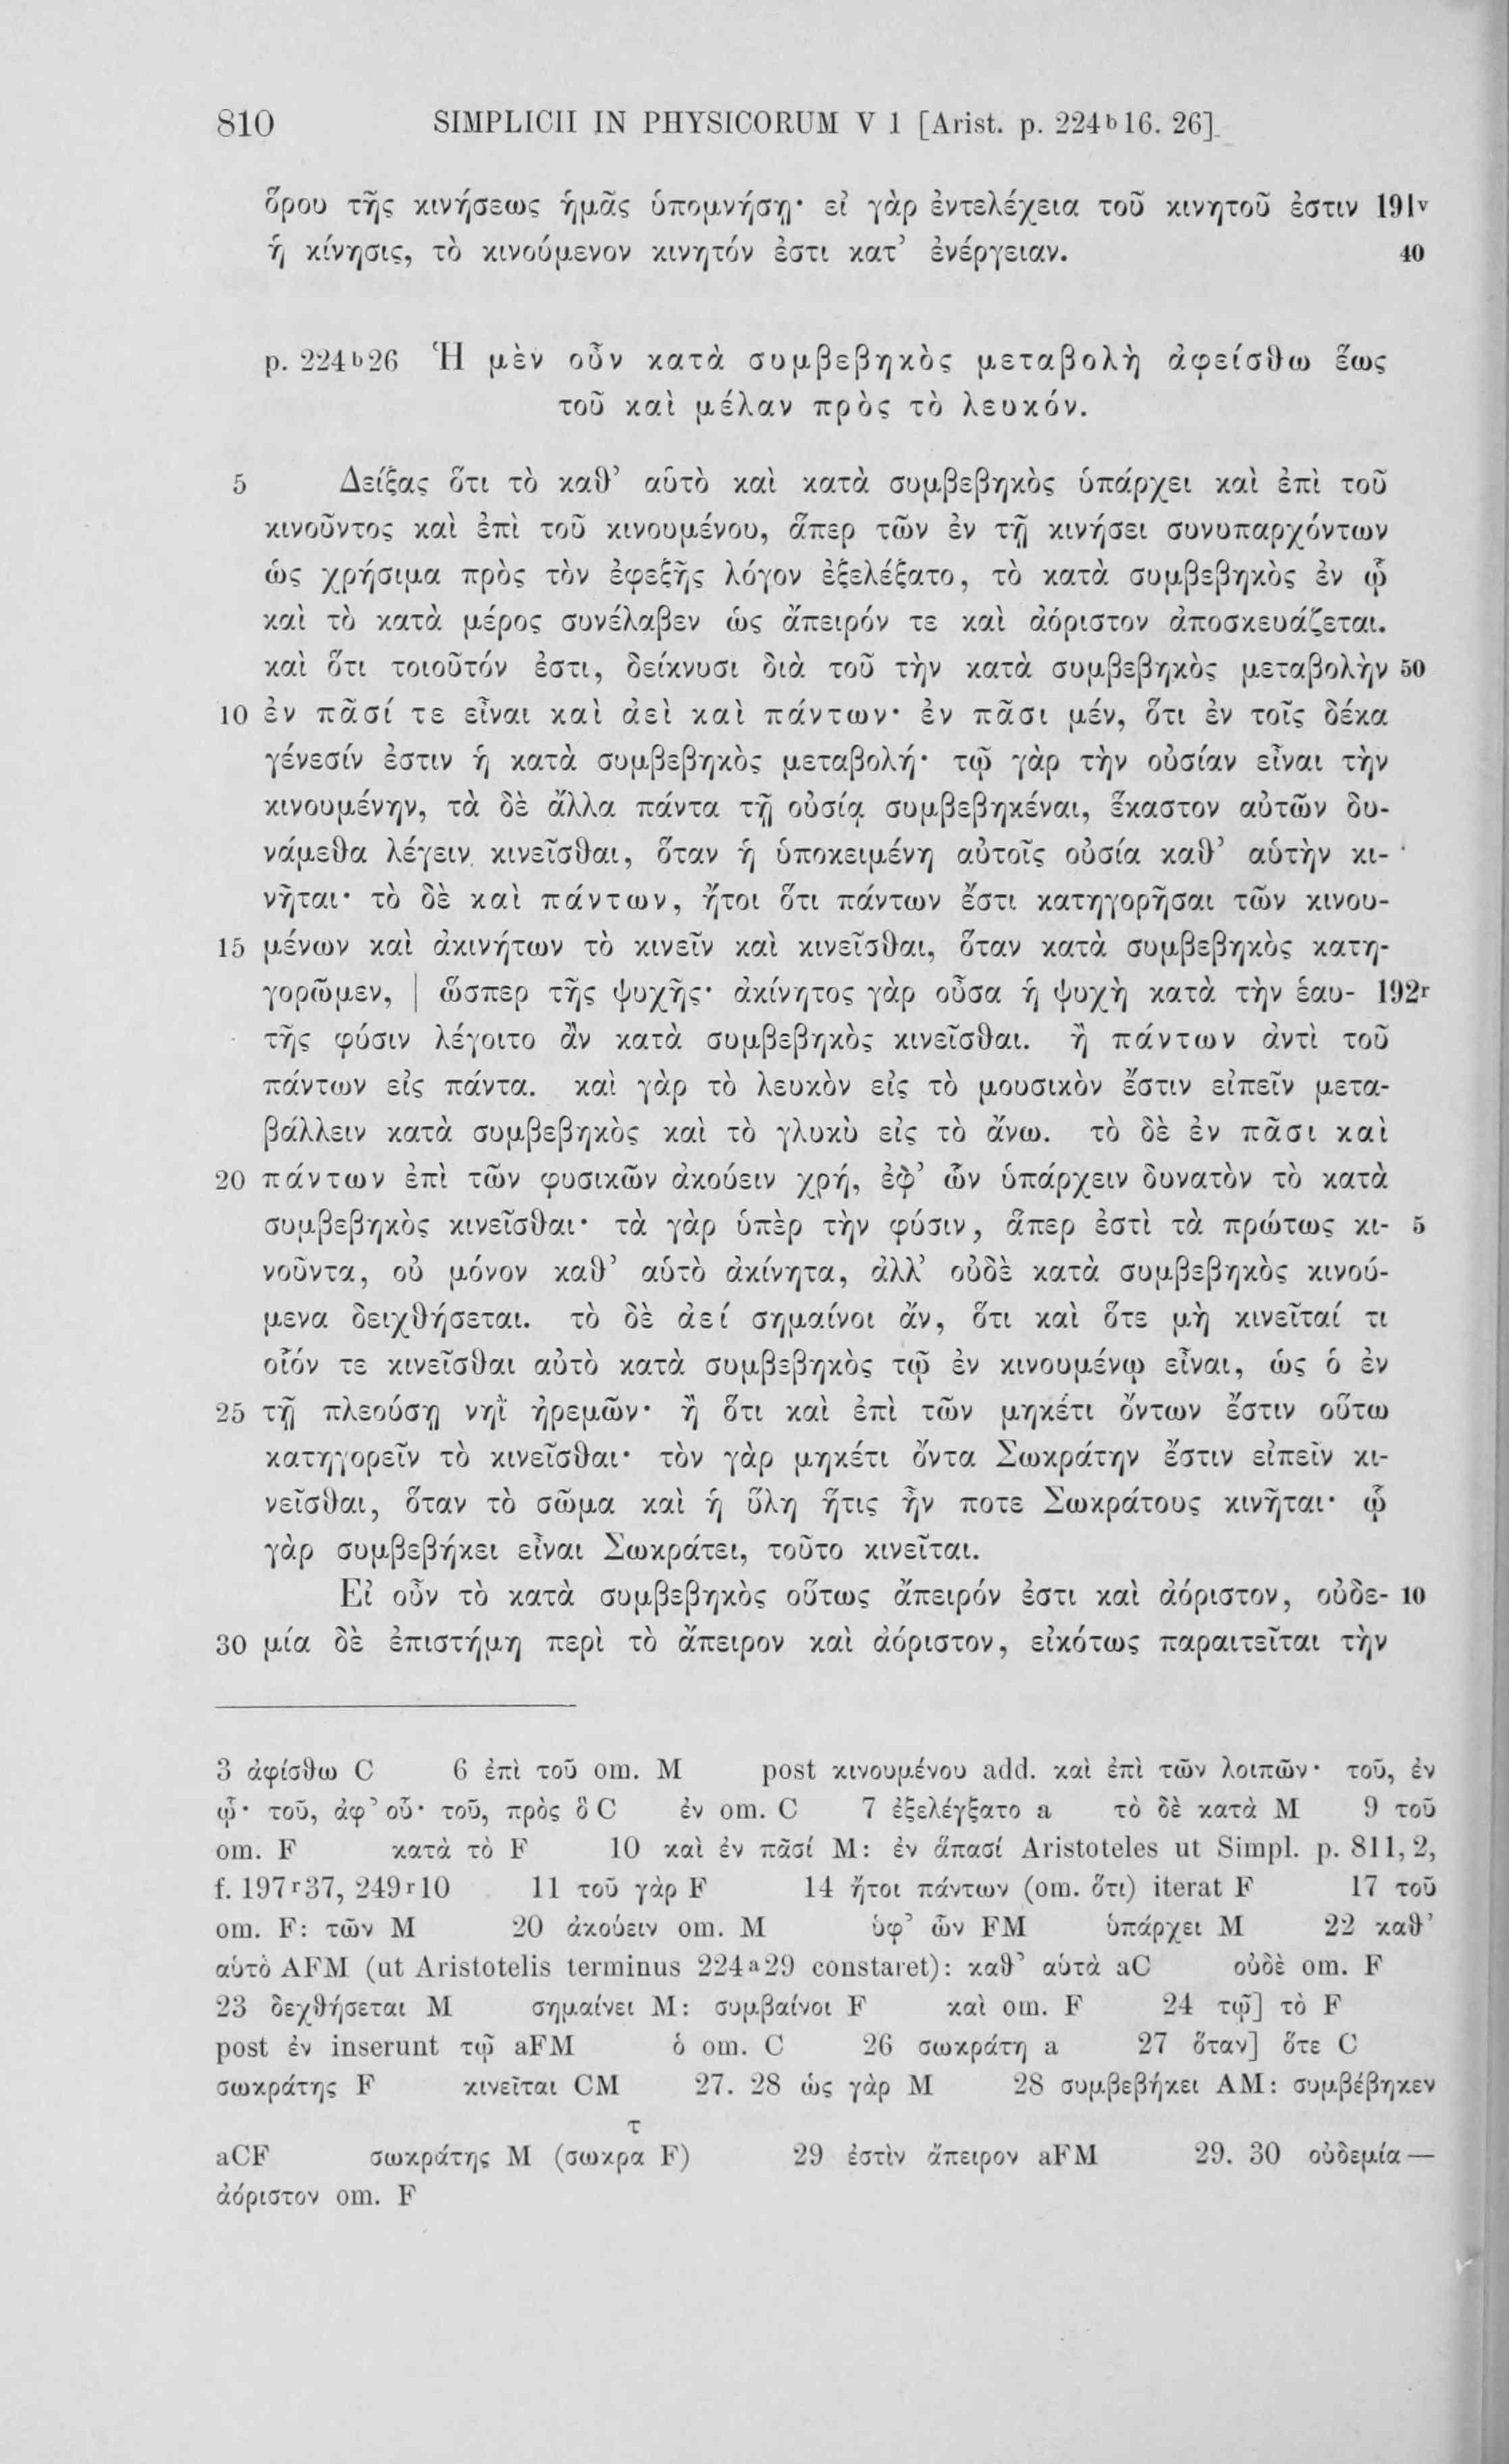 810 SIMPLICII IN PHYSICORUM V 1 [Arist. p. 224ᵇ16. 26]
ὅρου τῆς κινήσεως ἡμᾶς ὑπομνήσῃ· εἰ γὰρ ἐντελέχεια τοῦ κινητοῦ ἐστιν 191ᵛ
ἡ κίνησις, τὸ κινούμενον κινητόν ἐστι κατ’ ἐνέργειαν. 40
p. 224ᵇ26 Ἡ μὲν οὖν κατὰ συμβεβηκὸς μεταβολὴ ἀφείσθω ἕως
τοῦ καὶ μέλαν πρὸς τὸ λευκόν.
5 Δείξας ὅτι τὸ καθ’ αὑτὸ καὶ κατὰ συμβεβηκὸς ὑπάρχει καὶ ἐπὶ τοῦ
κινοῦντος καὶ ἐπὶ τοῦ κινουμένου, ἅπερ τῶν ἐν τῇ κινήσει συνυπαρχόντων
ὡς χρήσιμα πρὸς τὸν ἐφεξῆς λόγον ἐξελέξατο, τὸ κατὰ συμβεβηκὸς ἐν ᾧ
καὶ τὸ κατὰ μέρος συνέλαβεν ὡς ἄπειρόν τε καὶ ἀόριστον ἀποσκευάζεται.
καὶ ὅτι τοιοῦτόν ἐστι, δείκνυσι διὰ τοῦ τὴν κατὰ συμβεβηκὸς μεταβολὴν 50
10 ἐν πᾶσί τε εἶναι καὶ ἀεὶ καὶ πάντων· ἐν πᾶσι μέν, ὅτι ἐν τοῖς δέκα
γένεσίν ἐστιν ἡ κατὰ συμβεβηκὸς μεταβολή· τῷ γὰρ τὴν οὐσίαν εἶναι τὴν
κινουμένην, τὰ δὲ ἄλλα πάντα τῇ οὐσίᾳ συμβεβηκέναι, ἕκαστον αὐτῶν δυ-
νάμεθα λέγειν κινεῖσθαι, ὅταν ἡ ὑποκειμένη αὐτοῖς οὐσία καθ’ αὑτὴν κι-
νῆται· τὸ δὲ καὶ πάντων, ἤτοι ὅτι πάντων ἔστι κατηγορῆσαι τῶν κινου-
15 μένων καὶ ἀκινήτων τὸ κινεῖν καὶ κινεῖσθαι, ὅταν κατὰ συμβεβηκὸς κατη-
γορῶμεν, | ὥσπερ τῆς ψυχῆς· ἀκίνητος γὰρ οὖσα ἡ ψυχὴ κατὰ τὴν ἑαυ- 192ʳ
τῆς φύσιν λέγοιτο ἂν κατὰ συμβεβηκὸς κινεῖσθαι. ἢ πάντων ἀντὶ τοῦ
πάντων εἰς πάντα. καὶ γὰρ τὸ λευκὸν εἰς τὸ μουσικὸν ἔστιν εἰπεῖν μετα-
βάλλειν κατὰ συμβεβηκὸς καὶ τὸ γλυκὺ εἰς τὸ ἄνω. τὸ δὲ ἐν πᾶσι καὶ
20 πάντων ἐπὶ τῶν φυσικῶν ἀκούειν χρή, ἐφ’ ὧν ὑπάρχειν δυνατὸν τὸ κατὰ
συμβεβηκὸς κινεῖσθαι· τὰ γὰρ ὑπὲρ τὴν φύσιν, ἅπερ ἐστὶ τὰ πρώτως κι- 5
νοῦντα, οὐ μόνον καθ’ αὑτὸ ἀκίνητα, ἀλλ’ οὐδὲ κατὰ συμβεβηκὸς κινού-
μενα δειχθήσεται. τὸ δὲ ἀεί σημαίνοι ἄν, ὅτι καὶ ὅτε μὴ κινεῖταί τι
οἷόν τε κινεῖσθαι αὐτὸ κατὰ συμβεβηκὸς τῷ ἐν κινουμένῳ εἶναι, ὡς ὁ ἐν
25 τῇ πλεούσῃ νηῒ ἠρεμῶν· ἢ ὅτι καὶ ἐπὶ τῶν μηκέτι ὄντων ἔστιν οὕτω
κατηγορεῖν τὸ κινεῖσθαι· τὸν γὰρ μηκέτι ὄντα Σωκράτην ἔστιν εἰπεῖν κι-
νεῖσθαι, ὅταν τὸ σῶμα καὶ ἡ ὕλη ἥτις ἦν ποτε Σωκράτους κινῆται· ᾧ
γὰρ συμβεβήκει εἶναι Σωκράτει, τοῦτο κινεῖται.
Εἰ οὖν τὸ κατὰ συμβεβηκὸς οὕτως ἄπειρόν ἐστι καὶ ἀόριστον, οὐδε- 10
30 μία δὲ ἐπιστήμη περὶ τὸ ἄπειρον καὶ ἀόριστον, εἰκότως παραιτεῖται τὴν
3 ἀφίσθω C 6 ἐπὶ τοῦ om. M post κινουμένου add. καὶ ἐπὶ τῶν λοιπῶν· τοῦ, ἐν
ᾧ· τοῦ, ἀφ’ οὗ· τοῦ, πρὸς ὃ C ἐν om. C 7 ἐξελέγξατο a τὸ δὲ κατὰ M 9 τοῦ
om. F κατὰ τὸ F 10 καὶ ἐν πᾶσί M: ἐν ἅπασί Aristoteles ut Simpl. p. 811, 2,
f. 197ʳ37, 249ʳ10 11 τοῦ γὰρ F 14 ἤτοι πάντων (om. ὅτι) iterat F 17 τοῦ
om. F: τῶν M 20 ἀκούειν om. M ὑφ’ ὧν FM ὑπάρχει M 22 καθ’
αὑτὸ AFM (ut Aristotelis terminus 224ᵃ29 constaret): καθ’ αὑτὰ aC οὐδὲ om. F
23 δεχθήσεται M σημαίνει M: συμβαίνοι F καὶ om. F 24 τῷ] τὸ F
post ἐν inserunt τῷ aFM ὁ om. C 26 σωκράτη a 27 ὅταν] ὅτε C
σωκράτης F κινεῖται CM 27. 28 ὡς γὰρ M 28 συμβεβήκει AM: συμβέβηκεν
τ
aCF σωκράτης M (σωκρα F) 29 ἐστὶν ἄπειρον aFM 29. 30 οὐδεμία —
ἀόριστον om. F